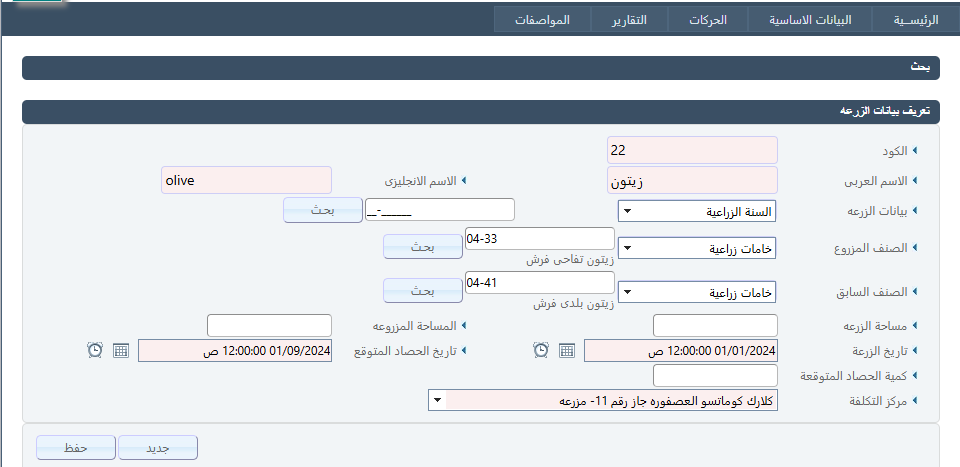 الرئيســية البيانات الاساسية الحركات التقارير المواصفات
بحث
تعريف بيانات الزرعه
الكود 22
الاسم العربى زيتون الاسم الانجليزى olive
بيانات الزرعه السنة الزراعية __-______ بحث
الصنف المزروع خامات زراعية 04-33 بحث
زيتون تفاحى فرش
الصنف السابق خامات زراعية 04-41 بحث
زيتون بلدى فرش
مساحة الزرعه المساحة المزروعه
تاريخ الزرعة 01/01/2024 12:00:00 ص تاريخ الحصاد المتوقع 01/09/2024 12:00:00 ص
كمية الحصاد المتوقعة
مركز التكلفة كلارك كوماتسو العصفوره جاز رقم 11- مزرعه
جديد حفظ